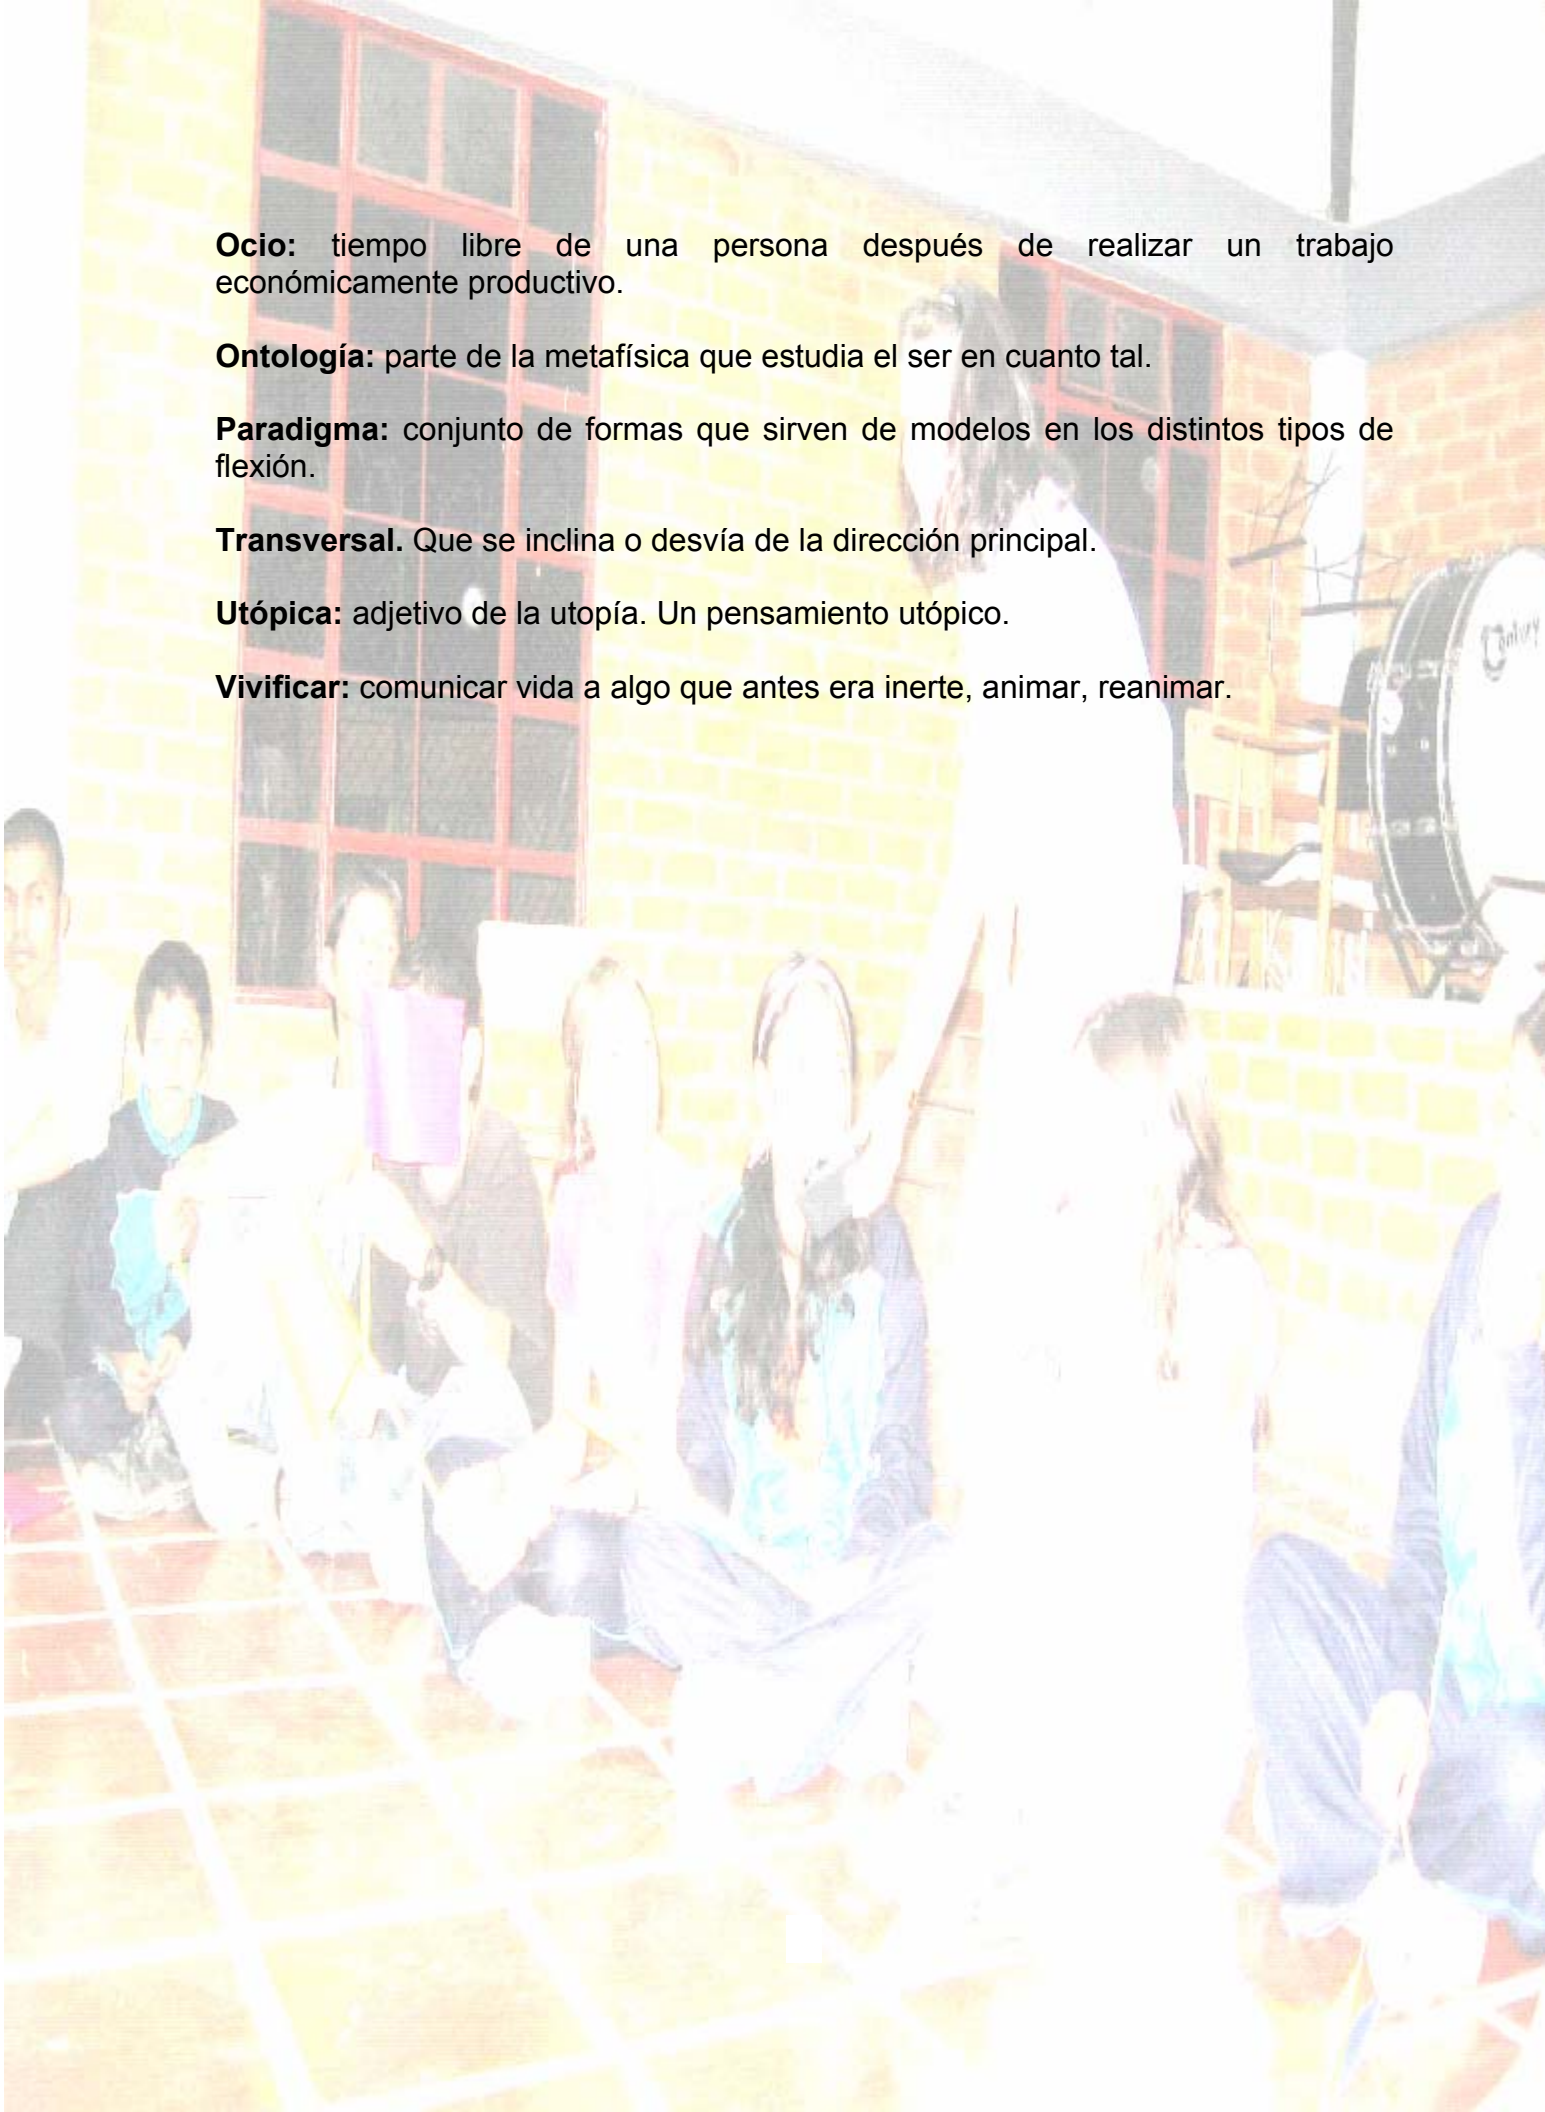 Ocio: tiempo libre de una persona después de realizar un trabajo
económicamente productivo.
Ontología: parte de la metafísica que estudia el ser en cuanto tal.
Paradigma: conjunto de formas que sirven de modelos en los distintos tipos de
flexión.
Transversal. Que se inclina o desvía de la dirección principal.
Utópica: adjetivo de la utopía. Un pensamiento utópico.
Vivificar: comunicar vida a algo que antes era inerte, animar, reanimar.